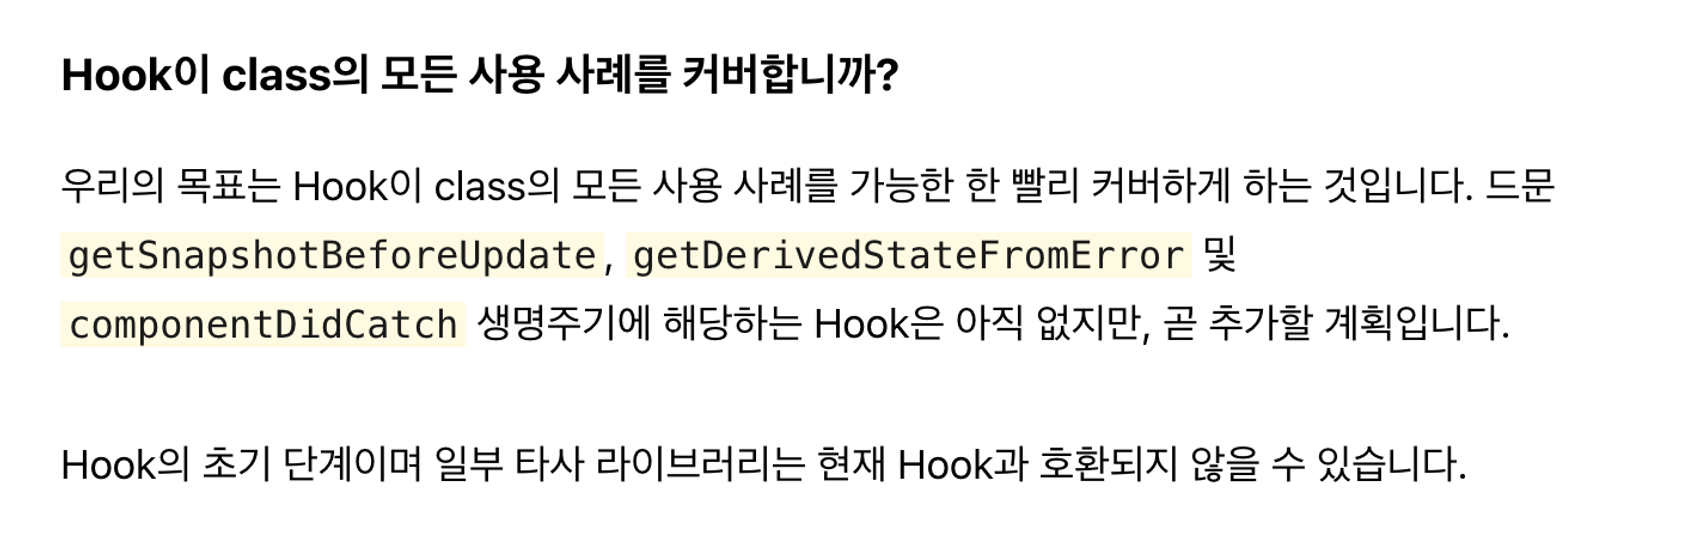 Hook이 class의 모든 사용 사례를 커버합니까?
우리의 목표는 Hook이 class의 모든 사용 사례를 가능한 한 빨리 커버하게 하는 것입니다. 드문
getSnapshotBeforeUpdate, getDerivedStateFromError 및
componentDidCatch 생명주기에 해당하는 Hook은 아직 없지만, 곧 추가할 계획입니다.
Hook의 초기 단계이며 일부 타사 라이브러리는 현재 Hook과 호환되지 않을 수 있습니다.